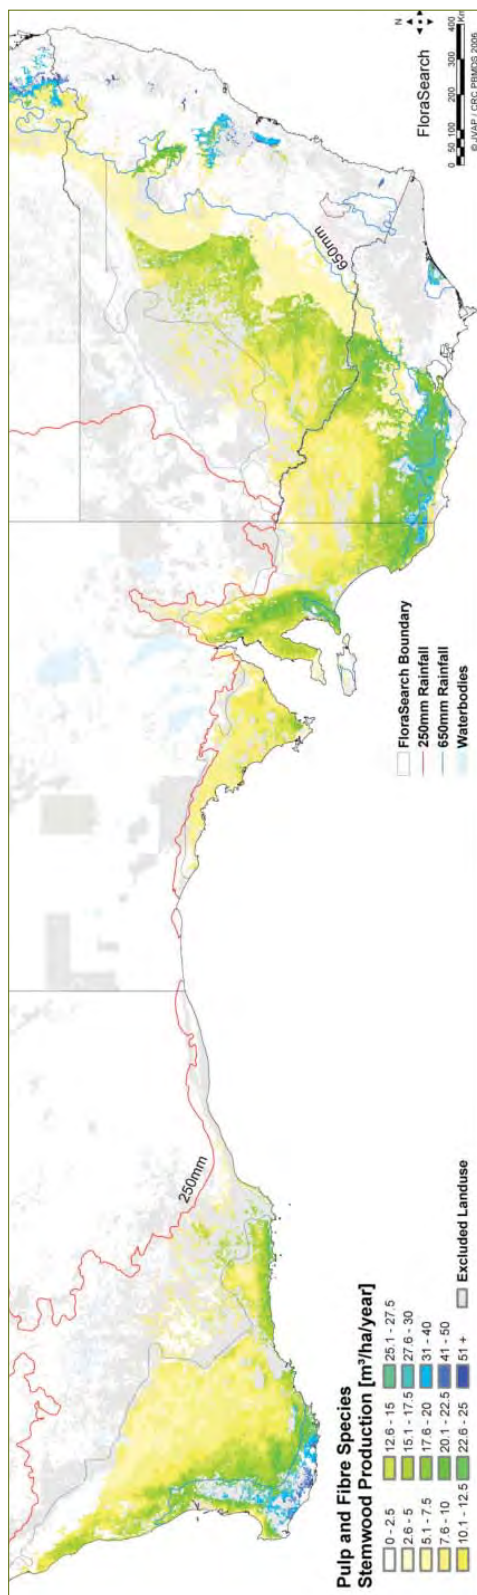 Pulp and Fibre Species
Stemwood Production [m³/ha/year]
0 - 2.5
2.6 - 5
5.1 - 7.5
7.6 - 10
10.1 - 12.5
12.6 - 15
15.1 - 17.5
17.6 - 20
20.1 - 22.5
22.6 - 25
25.1 - 27.5
27.6 - 30
31 - 40
41 - 50
51 +
Excluded Landuse
250mm
FloraSearch Boundary
250mm Rainfall
650mm Rainfall
Waterbodies
650mm
N
FloraSearch
0 50 100 200 300 400
Km
© JVAP / CRC PBMDS 2006